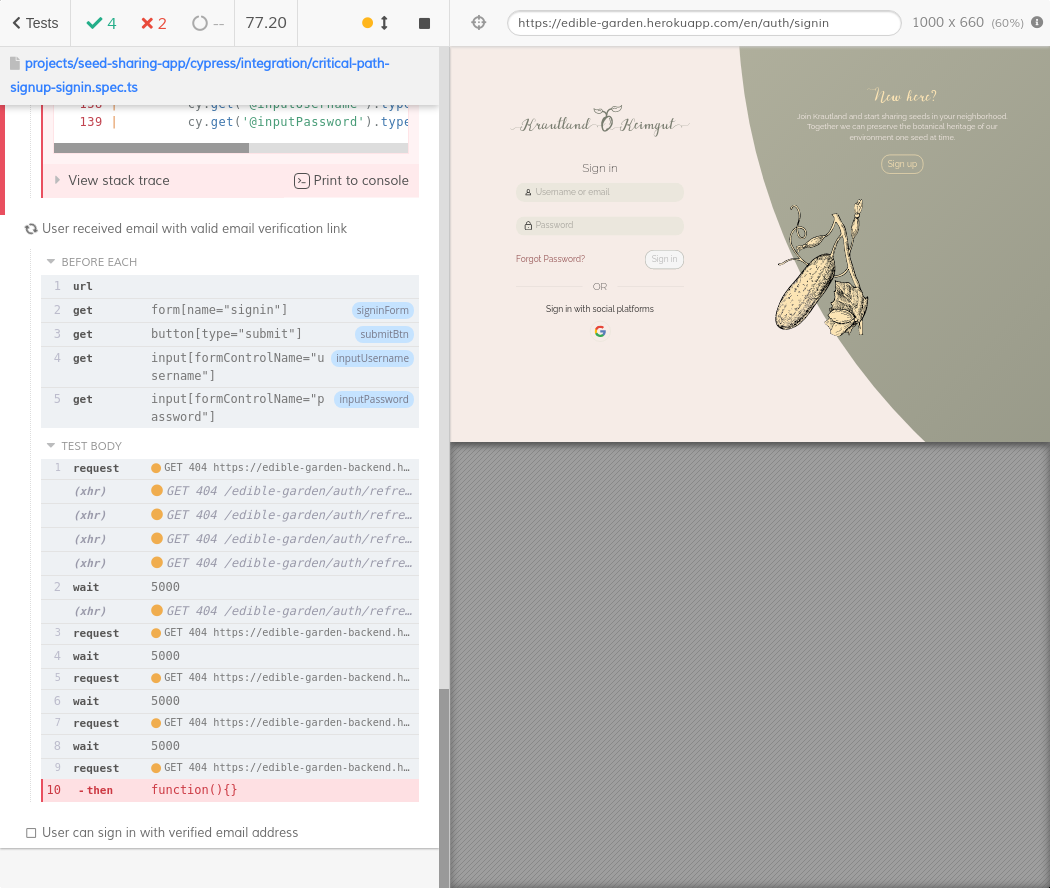 Tests
4
2
--
77.20
https://edible-garden.herokuapp.com/en/auth/signin
1000 x 660 (60%)
projects/seed-sharing-app/cypress/integration/critical-path-
signup-signin.spec.ts
138 | cy.get('@inputUsername').type
139 | cy.get('@inputPassword').type
View stack trace
Print to console
User received email with valid email verification link
BEFORE EACH
1 url
2 get form[name="signin"] signinForm
3 get button[type="submit"] submitBtn
4 get input[formControlName="u inputUsername
sername"]
5 get input[formControlName="p inputPassword
assword"]
TEST BODY
1 request GET 404 https://edible-garden-backend.h…
(xhr) GET 404 /edible-garden/auth/refre…
(xhr) GET 404 /edible-garden/auth/refre…
(xhr) GET 404 /edible-garden/auth/refre…
(xhr) GET 404 /edible-garden/auth/refre…
2 wait 5000
(xhr) GET 404 /edible-garden/auth/refre…
3 request GET 404 https://edible-garden-backend.h…
4 wait 5000
5 request GET 404 https://edible-garden-backend.h…
6 wait 5000
7 request GET 404 https://edible-garden-backend.h…
8 wait 5000
9 request GET 404 https://edible-garden-backend.h…
10 -then function(){}
User can sign in with verified email address
Krautland Keimgut
Sign in
Username or email
Password
Forgot Password?
Sign in
OR
Sign in with social platforms
New here?
Join Krautland and start sharing seeds in your neighborhood.
Together we can preserve the botanical heritage of our
environment one seed at time.
Sign up